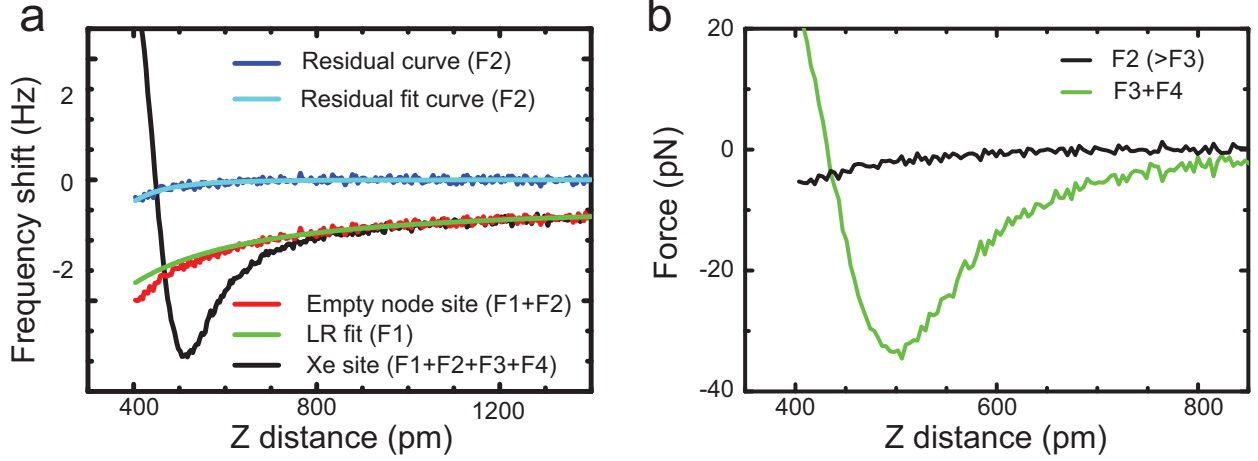 a
Frequency shift (Hz)
2
0
-2
Residual curve (F2)
Residual fit curve (F2)
Empty node site (F1+F2)
LR fit (F1)
Xe site (F1+F2+F3+F4)
400
800
1200
Z distance (pm)
b
Force (pN)
20
0
-20
-40
F2 (>F3)
F3+F4
400
600
800
Z distance (pm)